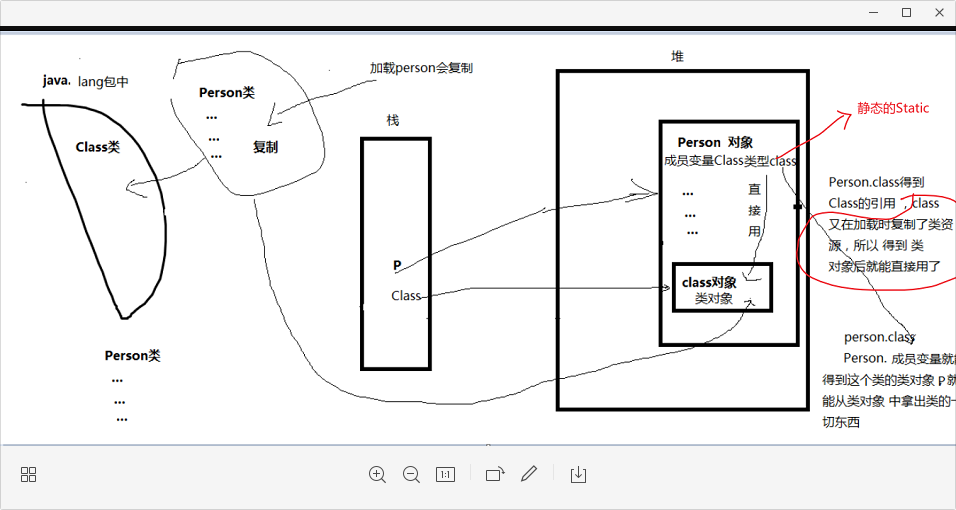 java. lang包中
Class类
Person类
...
...
...
Person类
...
...
...
复制
加载person会复制
栈
P
Class
堆
Person 对象
成员变量Class类型class
...
...
...
直
接
用
class对象
类对象
静态的Static
Person.class得到
Class的引用 ，class
又在加载时复制了类资
源，所以 得到 类
对象后就能直接用了
person.class
Person. 成员变量就
得到这个类的类对象 P就
能从类对象 中拿出类的一
切东西
1:1